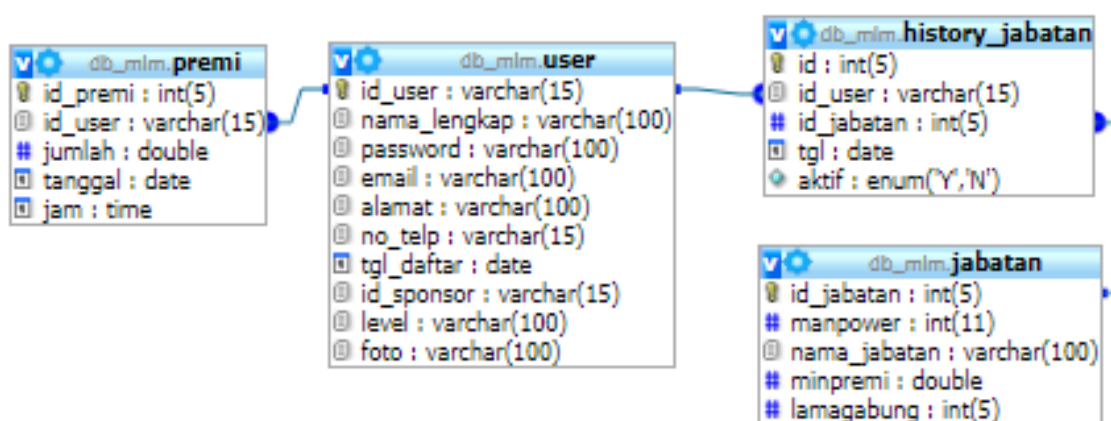 db_mlm.premi
id_premi : int(5)
id_user : varchar(15)
# jumlah : double
tanggal : date
jam : time
db_mlm.user
id_user : varchar(15)
nama_lengkap : varchar(100)
password : varchar(100)
email : varchar(100)
alamat : varchar(100)
no_telp : varchar(15)
tgl_daftar : date
id_sponsor : varchar(15)
level : varchar(100)
foto : varchar(100)
db_mlm.history_jabatan
id : int(5)
id_user : varchar(15)
# id_jabatan : int(5)
tgl : date
aktif : enum('Y','N')
db_mlm.jabatan
id_jabatan : int(5)
# manpower : int(11)
nama_jabatan : varchar(100)
# minpremi : double
# lamagabung : int(5)